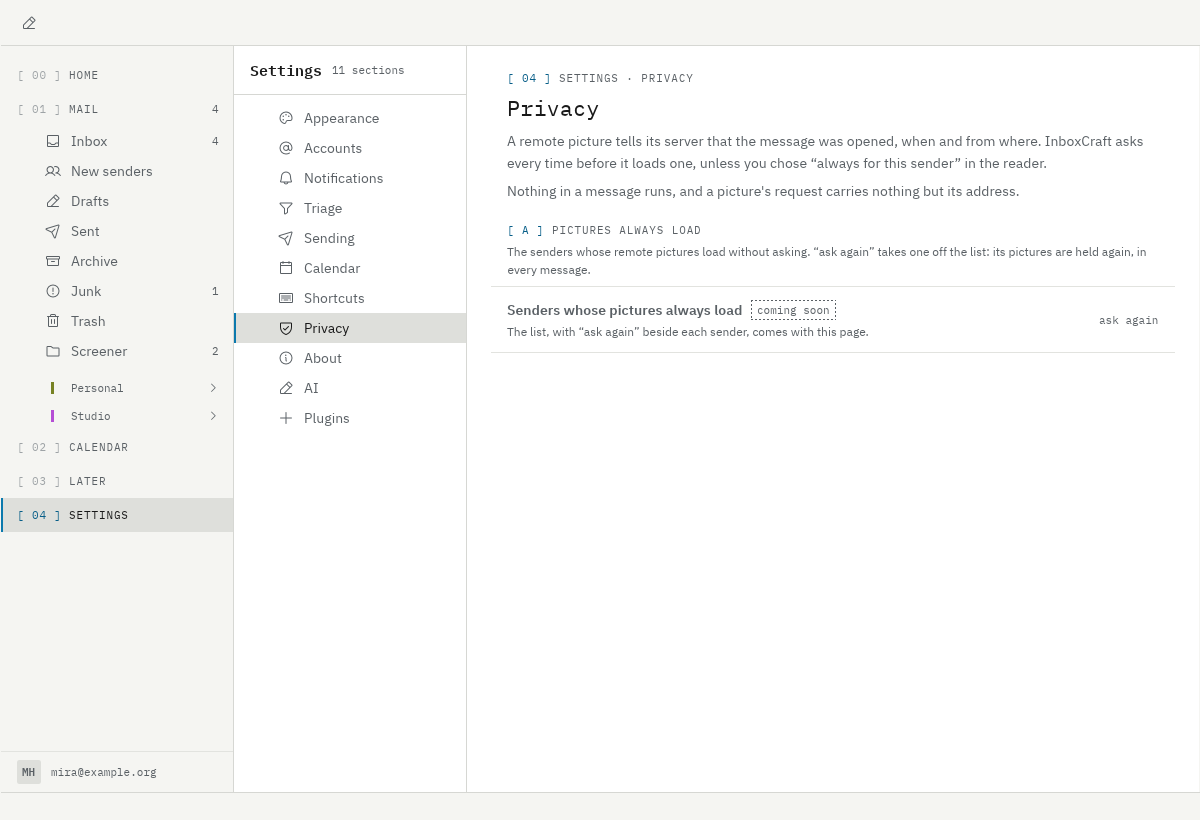 [ 00 ] HOME
[ 01 ] MAIL 4
Inbox 4
New senders
Drafts
Sent
Archive
Junk 1
Trash
Screener 2
Personal
Studio
[ 02 ] CALENDAR
[ 03 ] LATER
[ 04 ] SETTINGS
MH mira@example.org
Settings 11 sections
Appearance
Accounts
Notifications
Triage
Sending
Calendar
Shortcuts
Privacy
About
AI
Plugins
[ 04 ] SETTINGS · PRIVACY
Privacy
A remote picture tells its server that the message was opened, when and from where. InboxCraft asks
every time before it loads one, unless you chose “always for this sender” in the reader.
Nothing in a message runs, and a picture's request carries nothing but its address.
[ A ] PICTURES ALWAYS LOAD
The senders whose remote pictures load without asking. “ask again” takes one off the list: its pictures are held again, in
every message.
Senders whose pictures always load coming soon
The list, with “ask again” beside each sender, comes with this page.
ask again